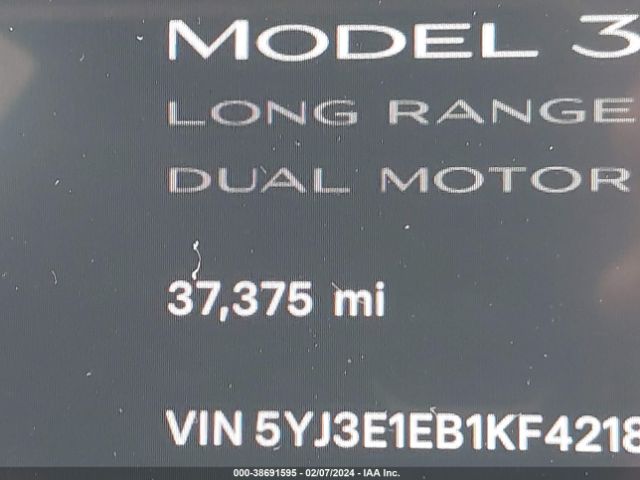 MODEL 3
LONG RANGE
DUAL MOTOR
37,375 mi
VIN 5YJ3E1EB1KF4218
000-38691595 - 02/07/2024 - IAA Inc.